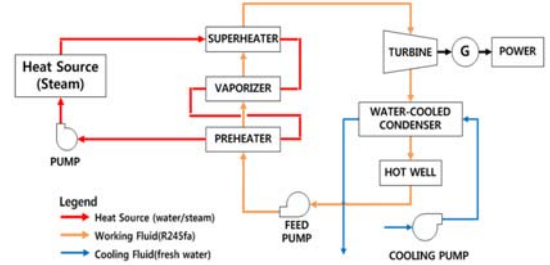 SUPERHEATER
TURBINE
G
POWER
Heat Source
(Steam)
VAPORIZER
WATER-COOLED
CONDENSER
PREHEATER
PUMP
HOT WELL
Legend
Heat Source (water/steam)
Working Fluid(R245fa)
Cooling Fluid(fresh water)
FEED
PUMP
COOLING PUMP